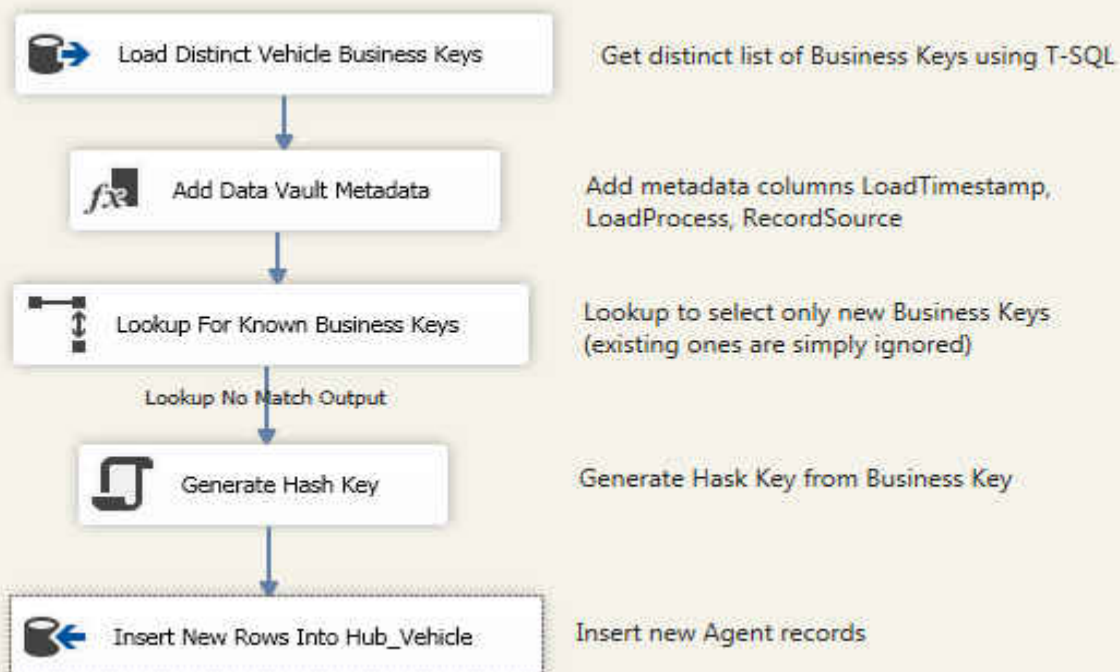 Load Distinct Vehicle Business Keys
Get distinct list of Business Keys using T-SQL
Add Data Vault Metadata
Add metadata columns LoadTimestamp,
LoadProcess, RecordSource
Lookup For Known Business Keys
Lookup to select only new Business Keys
(existing ones are simply ignored)
Lookup No Match Output
Generate Hash Key
Generate Hask Key from Business Key
Insert New Rows Into Hub_Vehicle
Insert new Agent records